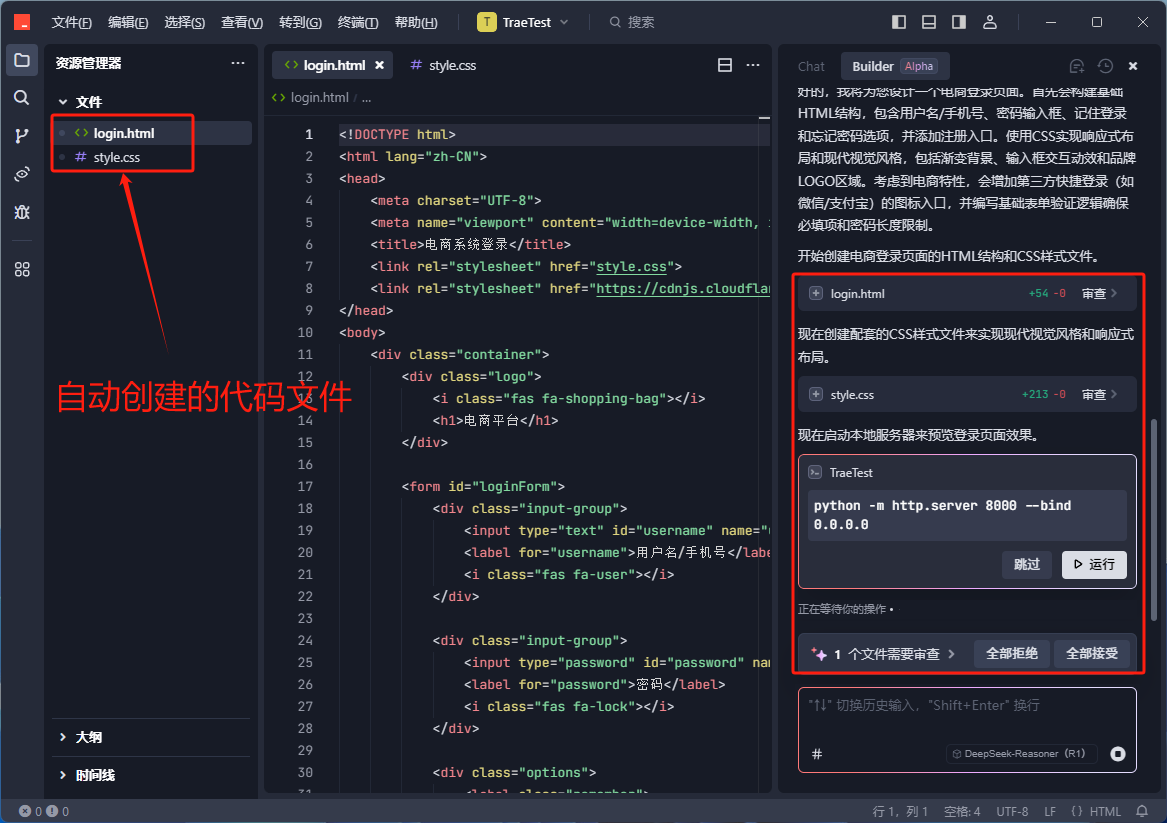 文件(F) 编辑(E) 选择(S) 查看(V) 转到(G) 终端(T) 帮助(H) T TraeTest 搜索
资源管理器
文件
login.html
style.css
自动创建的代码文件
大纲
时间线
login.html
style.css
login.html / ...
1 <!DOCTYPE html>
2 <html lang="zh-CN">
3 <head>
4 <meta charset="UTF-8">
5 <meta name="viewport" content="width=device-width,
6 <title>电商系统登录</title>
7 <link rel="stylesheet" href="style.css">
8 <link rel="stylesheet" href="https://cdnjs.cloudfla
9 </head>
10 <body>
11 <div class="container">
12 <div class="logo">
13 <i class="fas fa-shopping-bag"></i>
14 <h1>电商平台</h1>
15 </div>
16
17 <form id="loginForm">
18 <div class="input-group">
19 <input type="text" id="username" name="
20 <label for="username">用户名/手机号</labe
21 <i class="fas fa-user"></i>
22 </div>
23
24 <div class="input-group">
25 <input type="password" id="password" nam
26 <label for="password">密码</label>
27 <i class="fas fa-lock"></i>
28 </div>
29
30 <div class="options">
Chat Builder Alpha
好的，我将为您设计一个电商登录页面。首先会构建基础
HTML结构，包含用户名/手机号、密码输入框、记住登录
和忘记密码选项，并添加注册入口。使用CSS实现响应式布
局和现代视觉风格，包括渐变背景、输入框交互动效和品牌
LOGO区域。考虑到电商特性，会增加第三方快捷登录（如
微信/支付宝）的图标入口，并编写基础表单验证逻辑确保
必填项和密码长度限制。
开始创建电商登录页面的HTML结构和CSS样式文件。
login.html +54 -0 审查
现在创建配套的CSS样式文件来实现现代视觉风格和响应式
布局。
style.css +213 -0 审查
现在启动本地服务器来预览登录页面效果。
TraeTest
python -m http.server 8000 --bind
0.0.0.0
跳过 运行
正在等待你的操作
1 个文件需要审查 全部拒绝 全部接受
"↑↓" 切换历史输入，"Shift+Enter" 换行
# DeepSeek-Reasoner（R1）
0 0 行 1，列 1 空格: 4 UTF-8 LF {} HTML